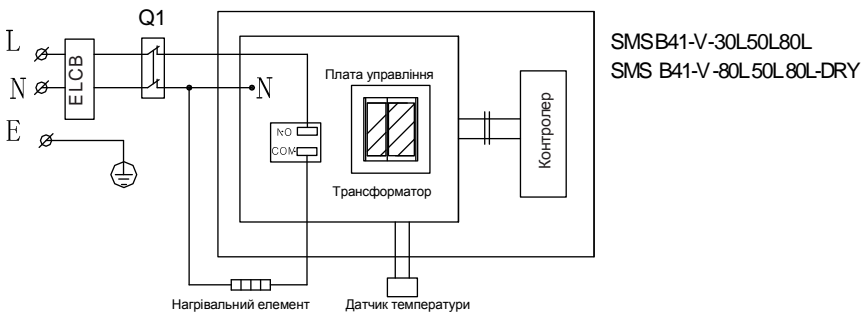 Q1
L
N
E
ELCB
N
Плата управління
NO
COM
Трансформатор
Контролер
Нагрівальний елемент
Датчик температури
SMSB41-V-30L50L80L
SMS B41-V-80L50L80L-DRY